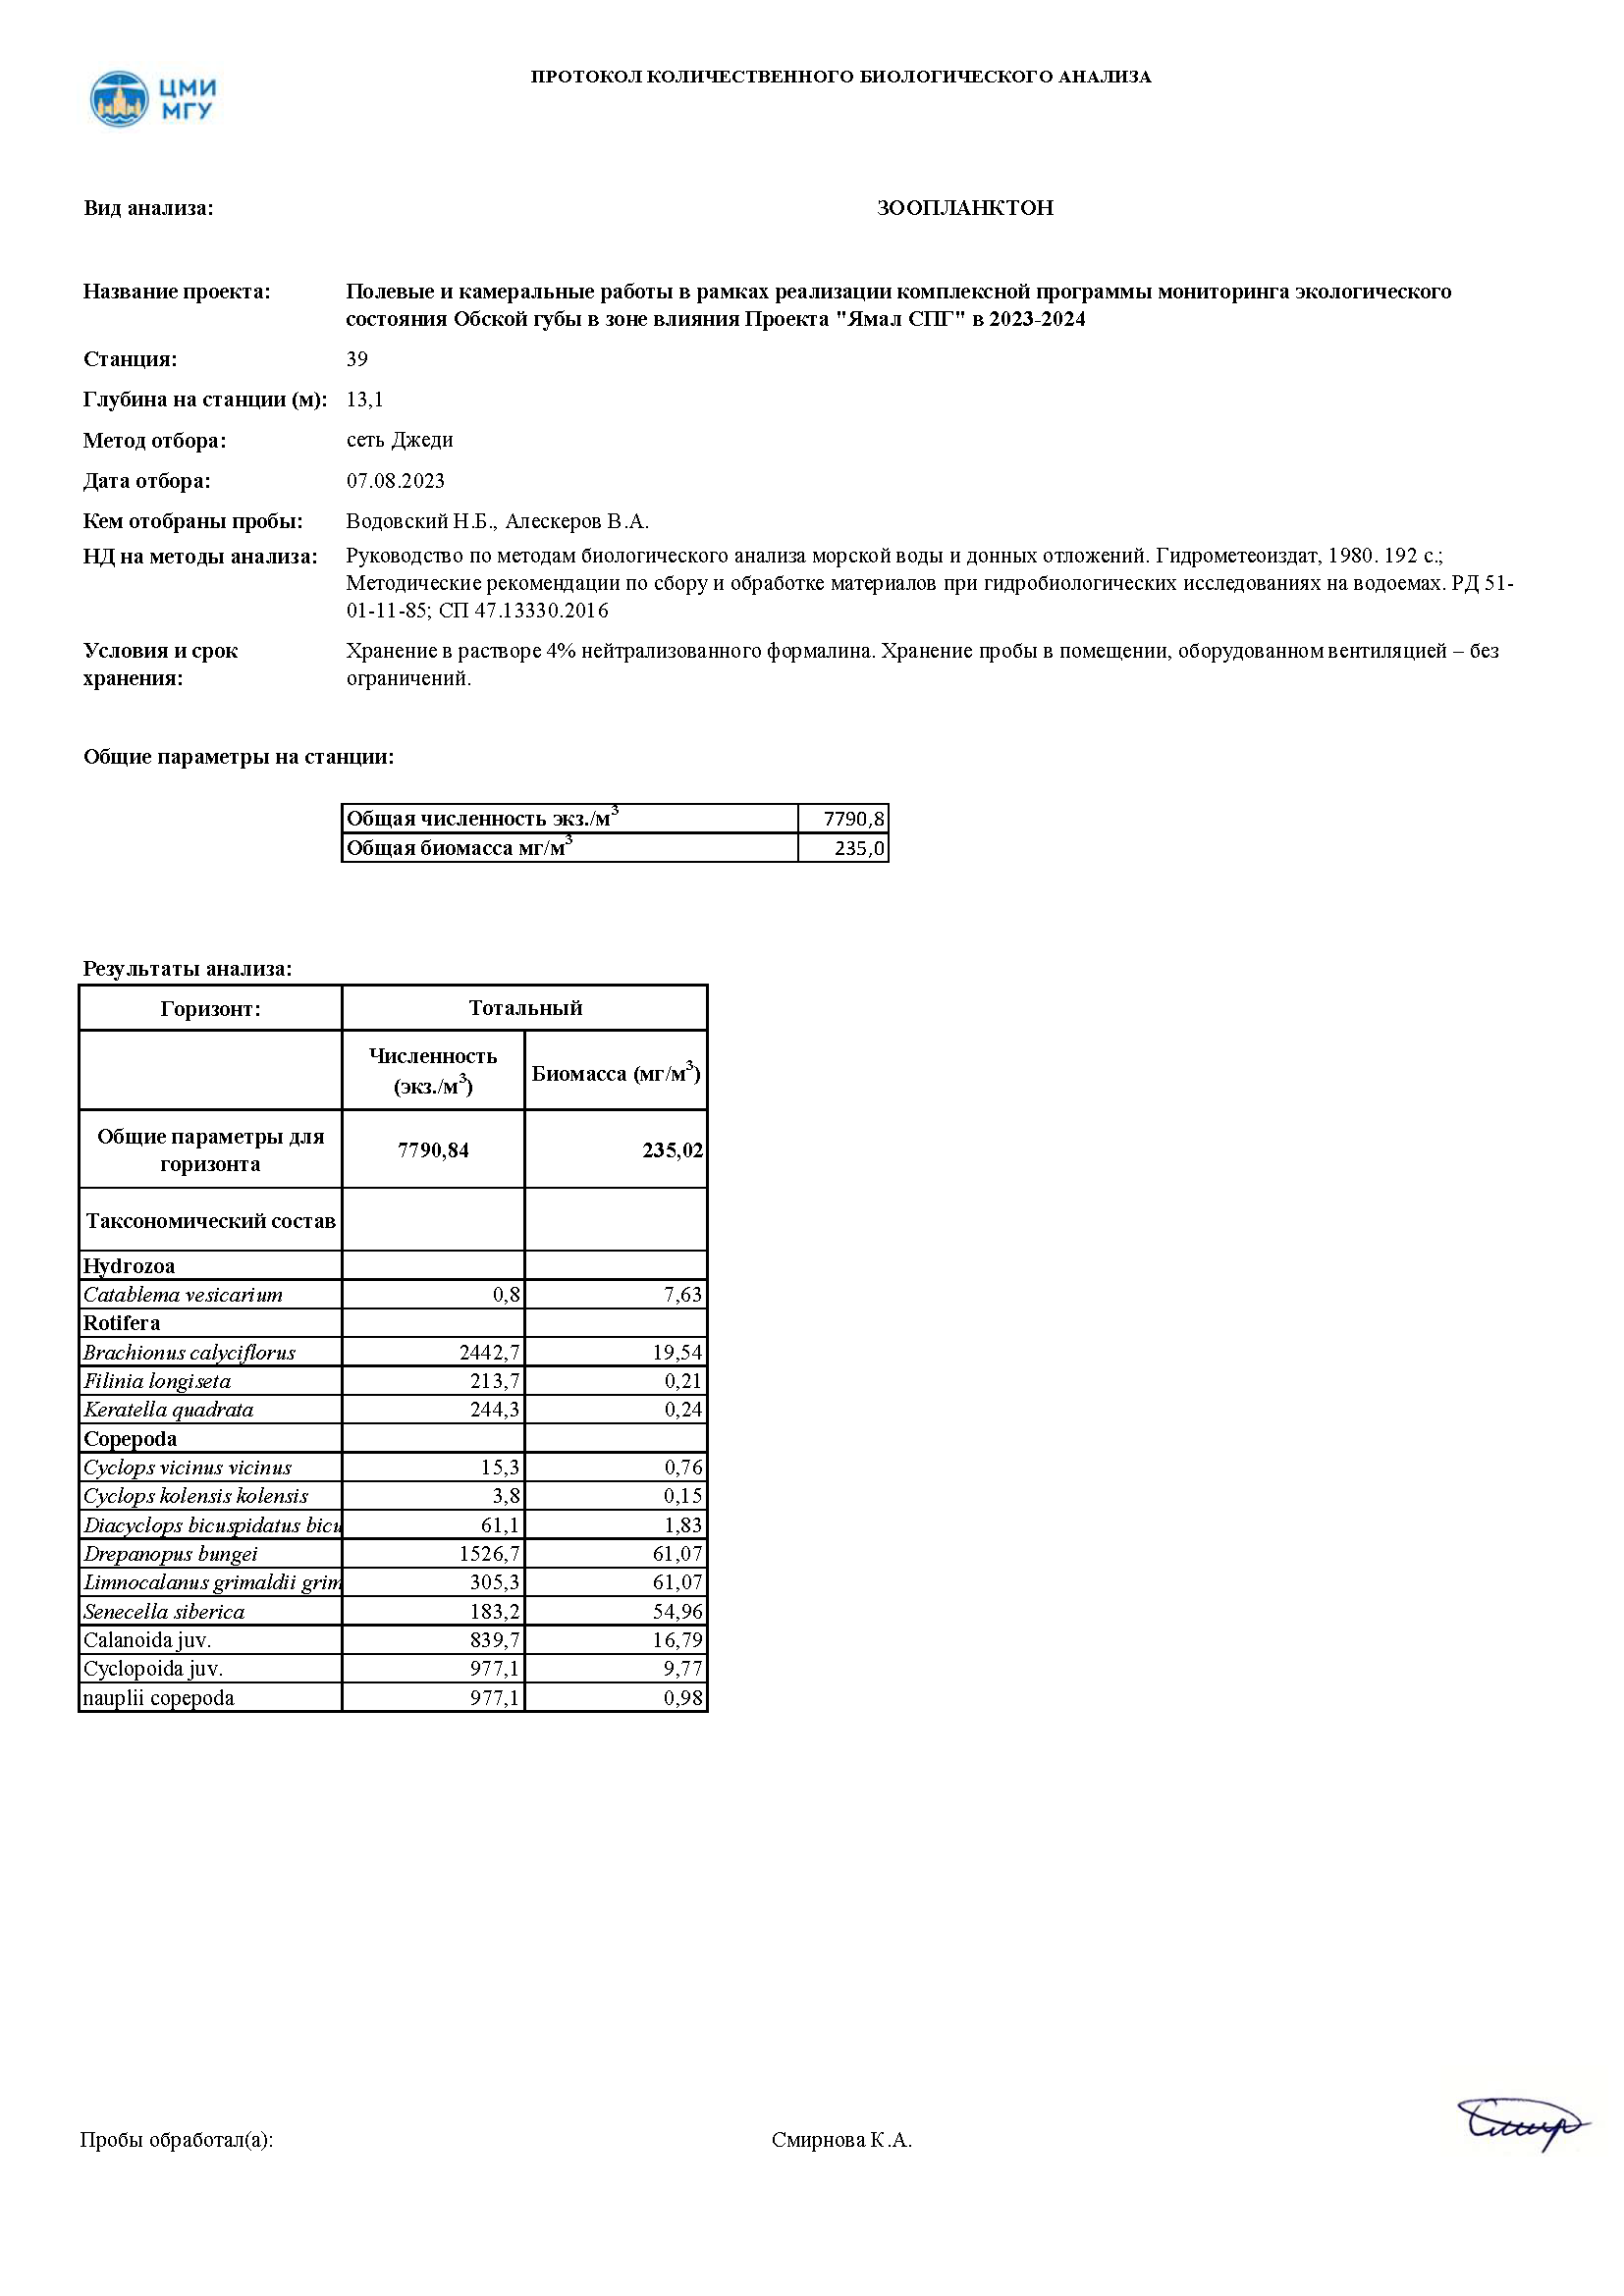 ЦМИ
МГУ
ПРОТОКОЛ КОЛИЧЕСТВЕННОГО БИОЛОГИЧЕСКОГО АНАЛИЗА
Вид анализа: ЗООПЛАНКТОН
Название проекта: Полевые и камеральные работы в рамках реализации комплексной программы мониторинга экологического
состояния Обской губы в зоне влияния Проекта "Ямал СПГ" в 2023-2024
Станция: 39
Глубина на станции (м): 13,1
Метод отбора: сеть Джеди
Дата отбора: 07.08.2023
Кем отобраны пробы: Водовский Н.Б., Алескеров В.А.
НД на методы анализа: Руководство по методам биологического анализа морской воды и донных отложений. Гидрометеоиздат, 1980. 192 с.;
Методические рекомендации по сбору и обработке материалов при гидробиологических исследованиях на водоемах. РД 51-
01-11-85; СП 47.13330.2016
Условия и срок Хранение в растворе 4% нейтрализованного формалина. Хранение пробы в помещении, оборудованном вентиляцией – без
хранения: ограничений.
Общие параметры на станции:
Общая численность экз./м³ 7790,8
Общая биомасса мг/м³ 235,0
Результаты анализа:
Горизонт: Тотальный
Численность
(экз./м³) Биомасса (мг/м³)
Общие параметры для
горизонта 7790,84 235,02
Таксономический состав
Hydrozoa
Catablema vesicarium 0,8 7,63
Rotifera
Brachionus calyciflorus 2442,7 19,54
Filinia longiseta 213,7 0,21
Keratella quadrata 244,3 0,24
Copepoda
Cyclops vicinus vicinus 15,3 0,76
Cyclops kolensis kolensis 3,8 0,15
Diacyclops bicuspidatus bicu 61,1 1,83
Drepanopus bungei 1526,7 61,07
Limnocalanus grimaldii grim 305,3 61,07
Senecella siberica 183,2 54,96
Calanoida juv. 839,7 16,79
Cyclopoida juv. 977,1 9,77
nauplii copepoda 977,1 0,98
Пробы обработал(а): Смирнова К.А.